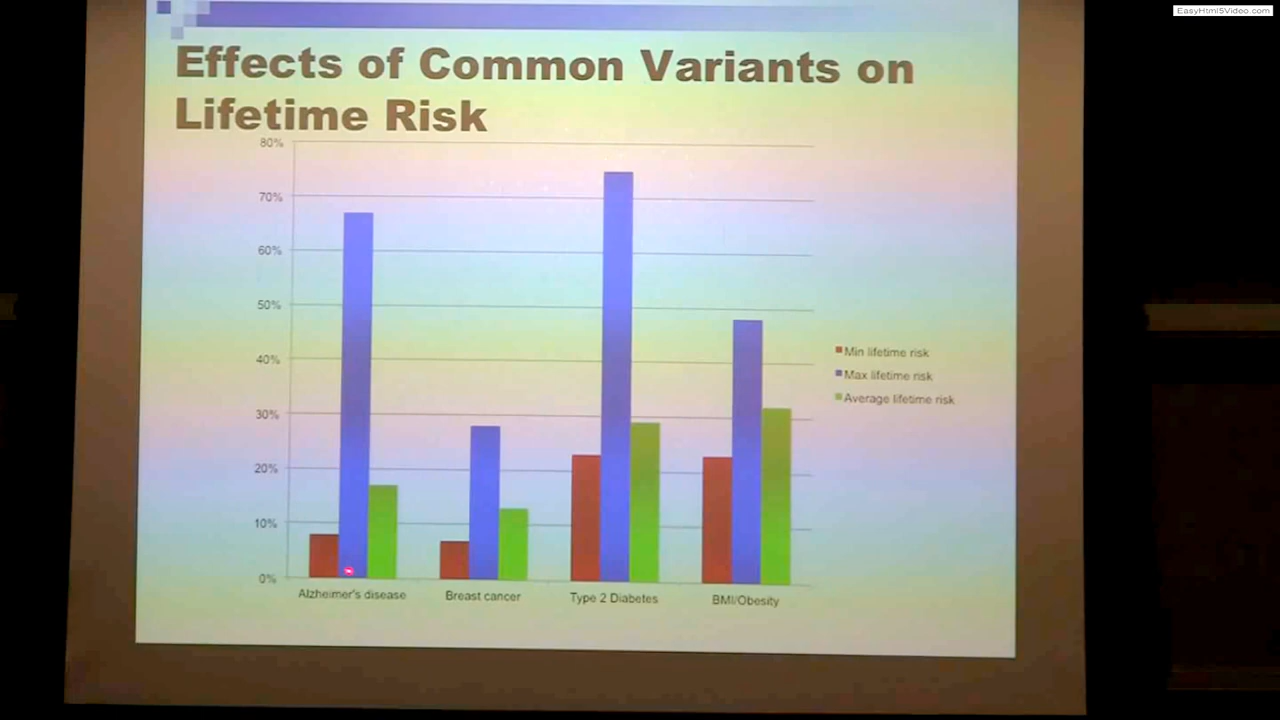 EasyHtml5Video.com
Effects of Common Variants on
Lifetime Risk
80%
70%
60%
50%
40%
30%
20%
10%
0%
Alzheimer's disease
Breast cancer
Type 2 Diabetes
BMI/Obesity
Min lifetime risk
Max lifetime risk
Average lifetime risk